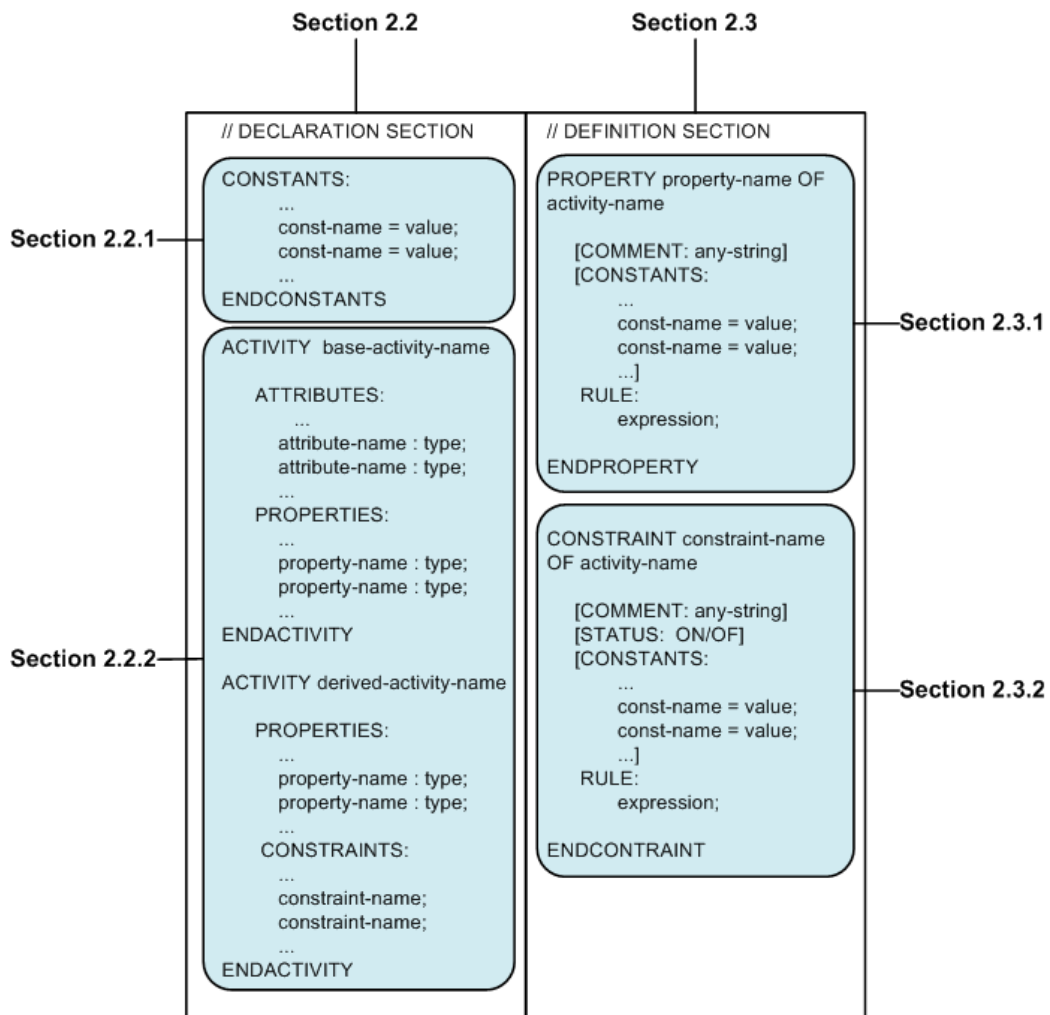 Section 2.2
Section 2.3
// DECLARATION SECTION
CONSTANTS:
...
const-name = value;
const-name = value;
...
ENDCONSTANTS
Section 2.2.1
ACTIVITY base-activity-name
ATTRIBUTES:
...
attribute-name : type;
attribute-name : type;
...
PROPERTIES:
...
property-name : type;
property-name : type;
...
ENDACTIVITY
Section 2.2.2
ACTIVITY derived-activity-name
PROPERTIES:
...
property-name : type;
property-name : type;
...
CONSTRAINTS:
...
constraint-name;
constraint-name;
...
ENDACTIVITY
// DEFINITION SECTION
PROPERTY property-name OF
activity-name
[COMMENT: any-string]
[CONSTANTS:
...
const-name = value;
const-name = value;
...]
RULE:
expression;
ENDPROPERTY
Section 2.3.1
CONSTRAINT constraint-name
OF activity-name
[COMMENT: any-string]
[STATUS: ON/OF]
[CONSTANTS:
...
const-name = value;
const-name = value;
...]
RULE:
expression;
ENDCONTRAINT
Section 2.3.2